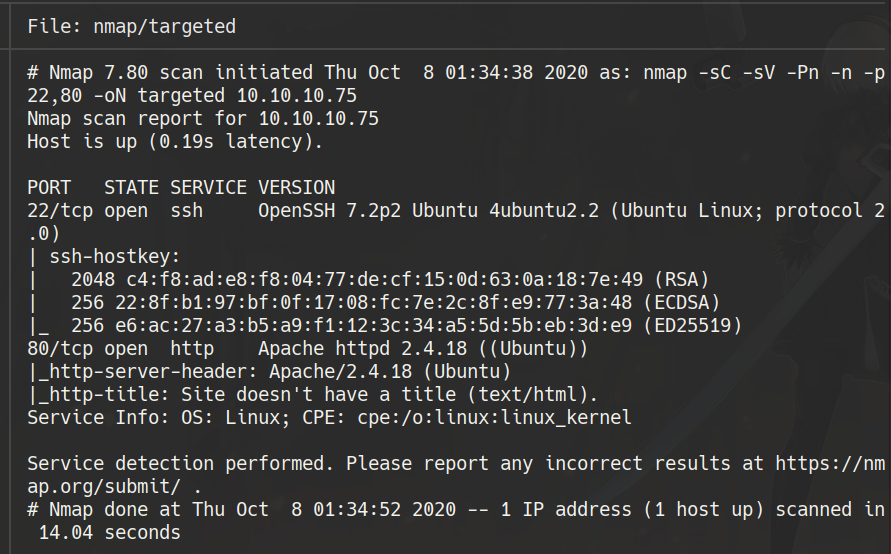 File: nmap/targeted
# Nmap 7.80 scan initiated Thu Oct  8 01:34:38 2020 as: nmap -sC -sV -Pn -n -p
22,80 -oN targeted 10.10.10.75
Nmap scan report for 10.10.10.75
Host is up (0.19s latency).
PORT   STATE SERVICE VERSION
22/tcp open  ssh     OpenSSH 7.2p2 Ubuntu 4ubuntu2.2 (Ubuntu Linux; protocol 2
.0)
| ssh-hostkey:
|   2048 c4:f8:ad:e8:f8:04:77:de:cf:15:0d:63:0a:18:7e:49 (RSA)
|   256 22:8f:b1:97:bf:0f:17:08:fc:7e:2c:8f:e9:77:3a:48 (ECDSA)
|_  256 e6:ac:27:a3:b5:a9:f1:12:3c:34:a5:5d:5b:eb:3d:e9 (ED25519)
80/tcp open  http    Apache httpd 2.4.18 ((Ubuntu))
|_http-server-header: Apache/2.4.18 (Ubuntu)
|_http-title: Site doesn't have a title (text/html).
Service Info: OS: Linux; CPE: cpe:/o:linux:linux_kernel
Service detection performed. Please report any incorrect results at https://nm
ap.org/submit/ .
# Nmap done at Thu Oct  8 01:34:52 2020 -- 1 IP address (1 host up) scanned in
 14.04 seconds